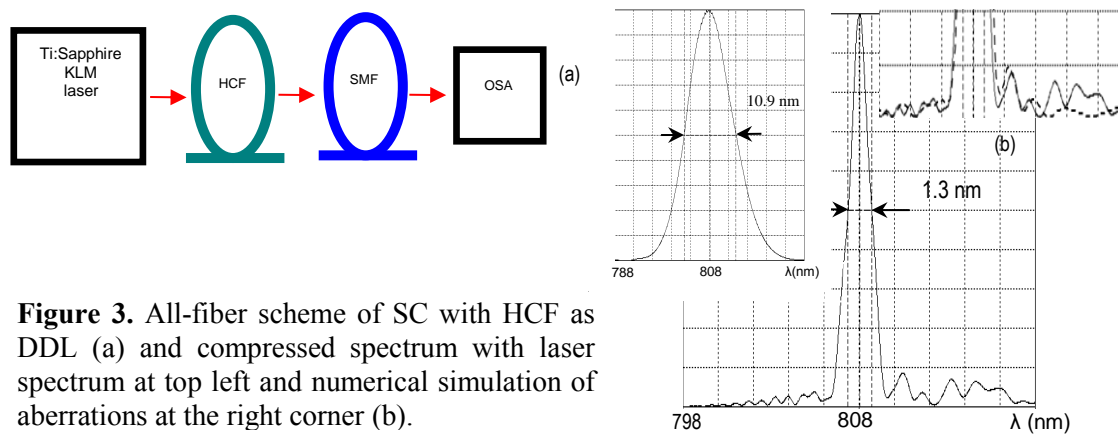 Ti:Sapphire
KLM
laser
HCF
SMF
OSA
(a)
10.9 nm
788
808
λ(nm)
(b)
1.3 nm
798
808
λ (nm)
Figure 3. All-fiber scheme of SC with HCF as
DDL (a) and compressed spectrum with laser
spectrum at top left and numerical simulation of
aberrations at the right corner (b).